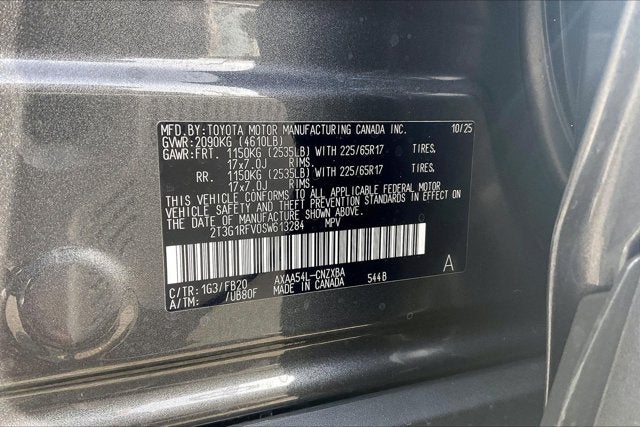 MFD.BY:TOYOTA MOTOR MANUFACTURING CANADA INC. 10/25
GVWR:2090KG (4610LB)
GAWR:FRT. 1150KG (2535LB) WITH 225/65R17 TIRES,
17x7.0J RIMS,
RR. 1150KG (2535LB) WITH 225/65R17 TIRES,
17x7.0J RIMS.
THIS VEHICLE CONFORMS TO ALL APPLICABLE FEDERAL MOTOR
VEHICLE SAFETY AND THEFT PREVENTION STANDARDS IN EFFECT ON
THE DATE OF MANUFACTURE SHOWN ABOVE.
2T3G1RFV0SW613284 MPV
C/TR: 1G3/FB20 AXAA54L-CNZXBA A
A/TM: /UB80F MADE IN CANADA 544B